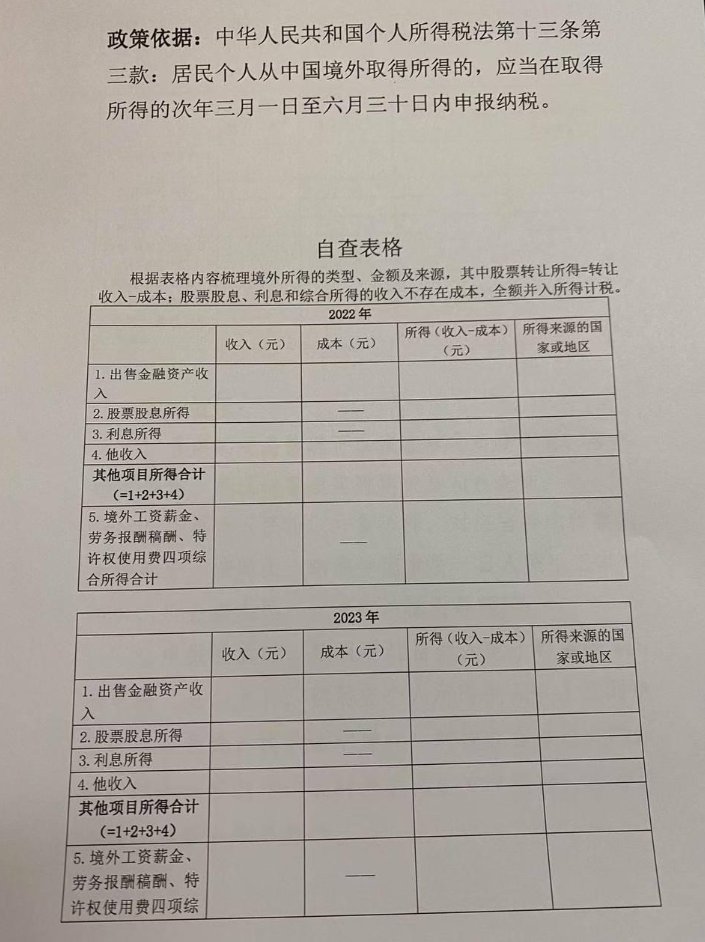 政策依据：中华人民共和国个人所得税法第十三条第
三款：居民个人从中国境外取得所得的，应当在取得
所得的次年三月一日至六月三十日内申报纳税。
自查表格
根据表格内容梳理境外所得的类型、金额及来源，其中股票转让所得=转让
收入-成本；股票股息、利息和综合所得的收入不存在成本，全额并入所得计税。
2022 年
收入（元）
成本（元）
所得（收入-成本）
（元）
所得来源的国
家或地区
1.出售金融资产收
入
2.股票股息所得
——
3.利息所得
——
4.他收入
其他项目所得合计
（=1+2+3+4）
5.境外工资薪金、
劳务报酬稿酬、特
许权使用费四项综
合所得合计
——
2023 年
收入（元）
成本（元）
所得（收入-成本）
（元）
所得来源的国
家或地区
1.出售金融资产收
入
2.股票股息所得
——
3.利息所得
——
4.他收入
其他项目所得合计
（=1+2+3+4）
5.境外工资薪金、
劳务报酬稿酬、特
许权使用费四项综
——